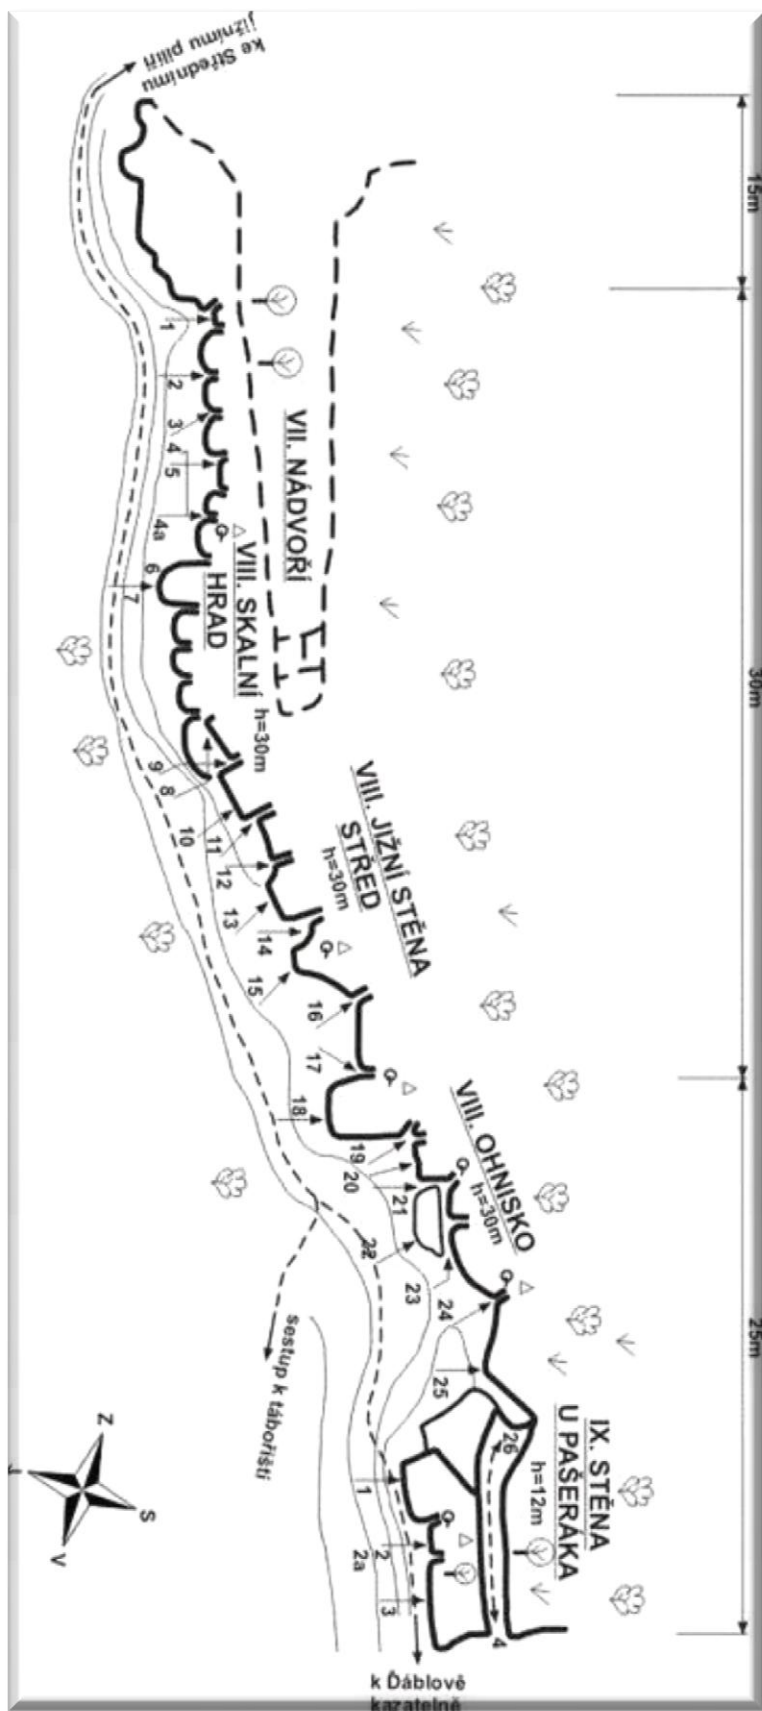 ke Střednímu
jižnímu pilíři
15m
30m
25m
VII. NÁDVOŘÍ
VIII. SKALNÍ
HRAD
h=30m
VIII. JIŽNÍ STĚNA
STŘED
h=30m
VIII. OHNISKO
h=30m
IX. STĚNA
U PAŠERÁKA
h=12m
1
2
3
4
5
4a
6
7
9
8
10
11
12
13
14
15
16
17
18
19
20
21
22
23
24
25
26
1
2
2a
3
4
sestup k tábořišti
Z
S
J
V
k Ďáblově
kazatelně